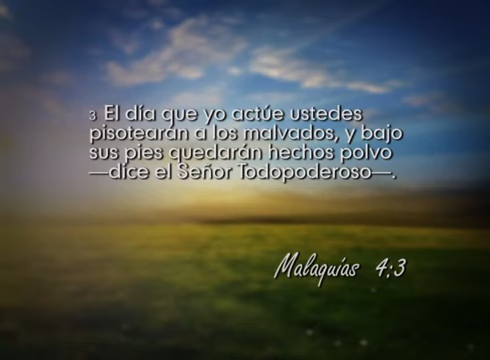 3 El día que yo actúe ustedes
pisotearán a los malvados, y bajo
sus pies quedarán hechos polvo
—dice el Señor Todopoderoso—.
Malaquías 4:3